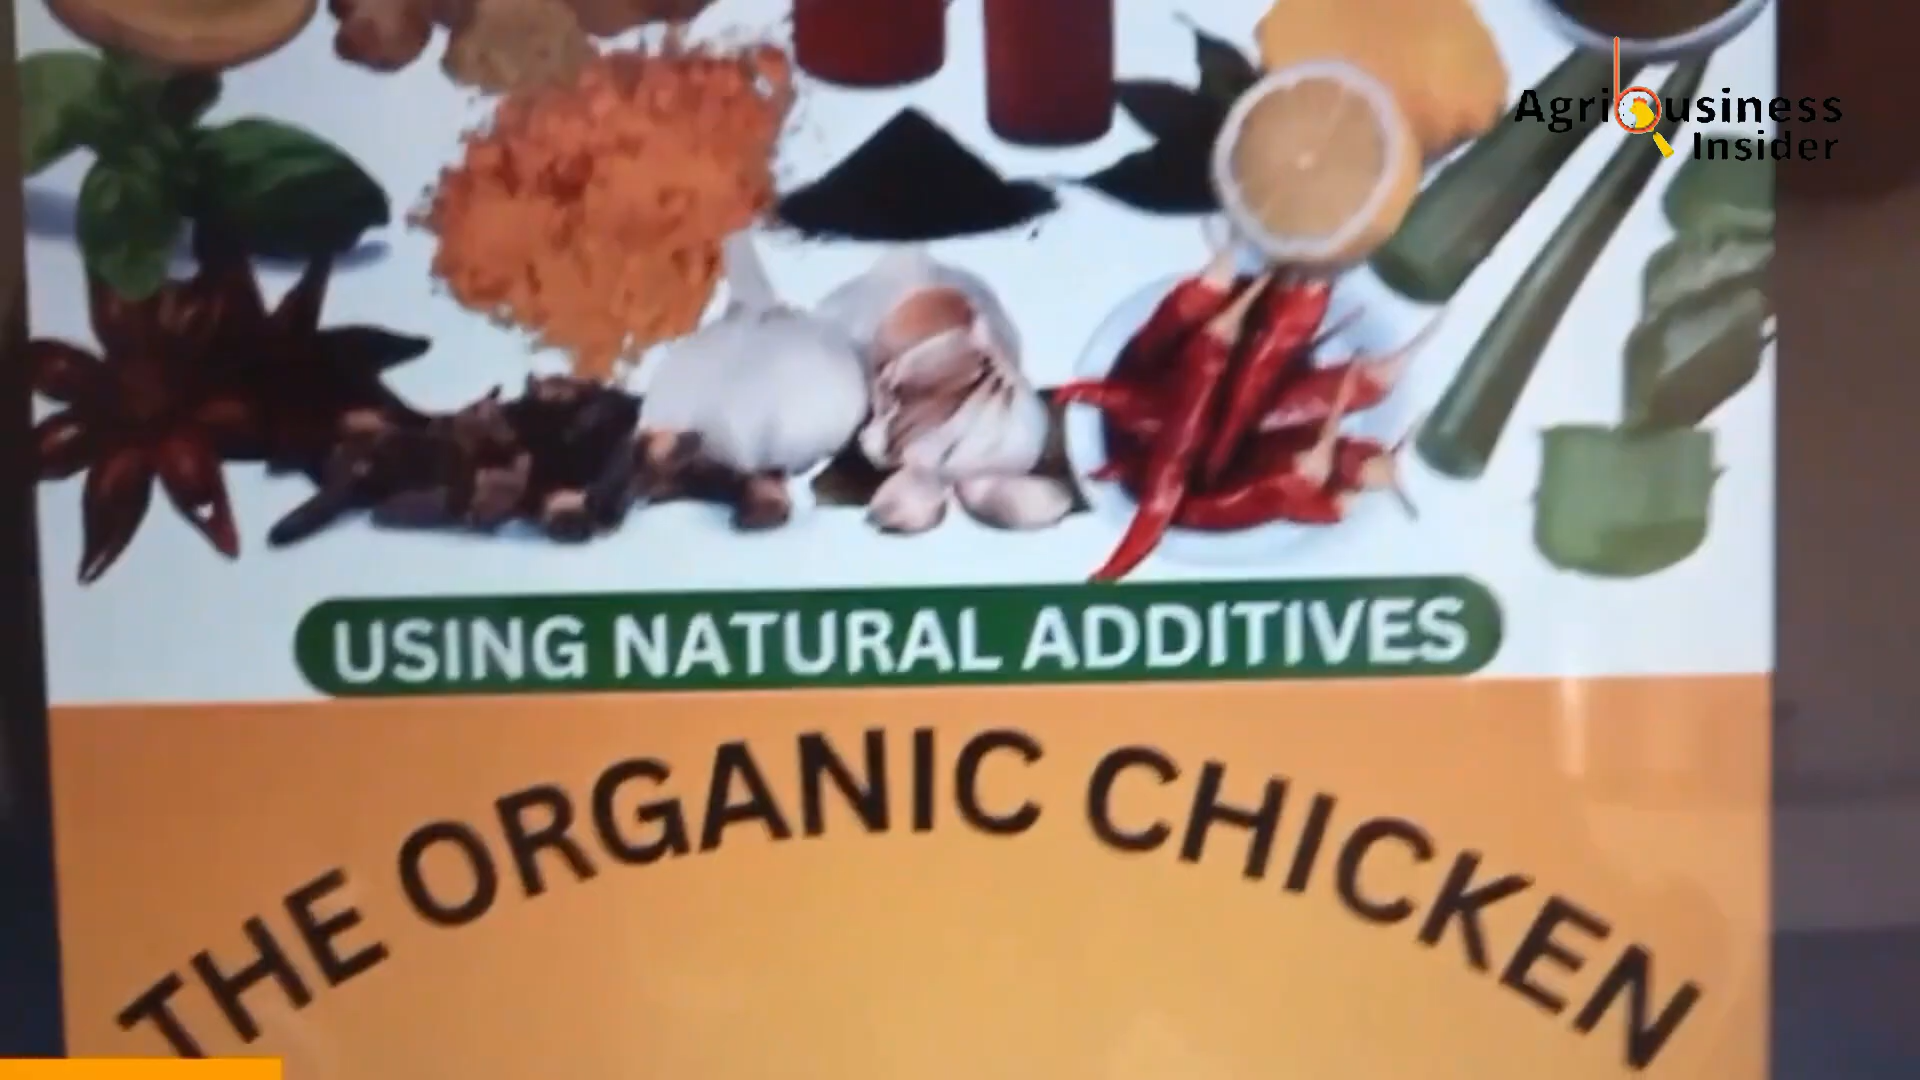 Agribusiness
Insider
USING NATURAL ADDITIVES
THE ORGANIC CHICKEN